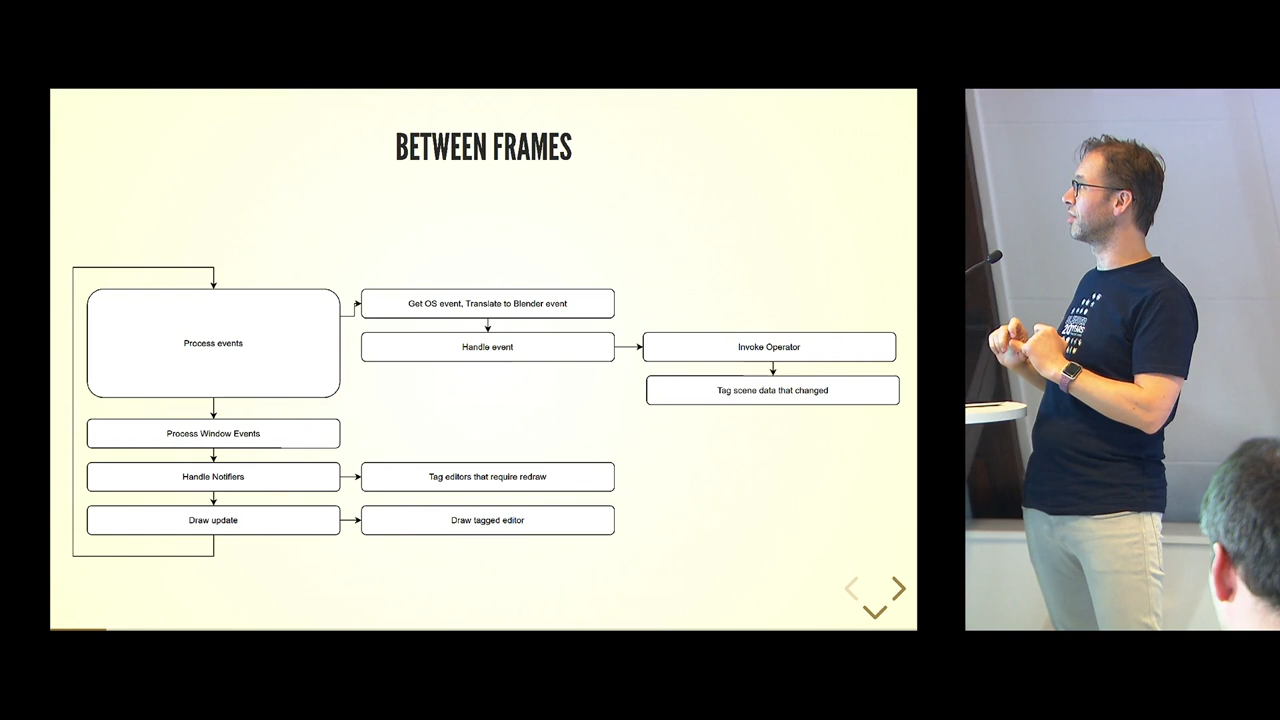 BETWEEN FRAMES
Process events
Get OS event, Translate to Blender event
Handle event
Invoke Operator
Tag scene data that changed
Process Window Events
Handle Notifiers
Tag editors that require redraw
Draw update
Draw tagged editor